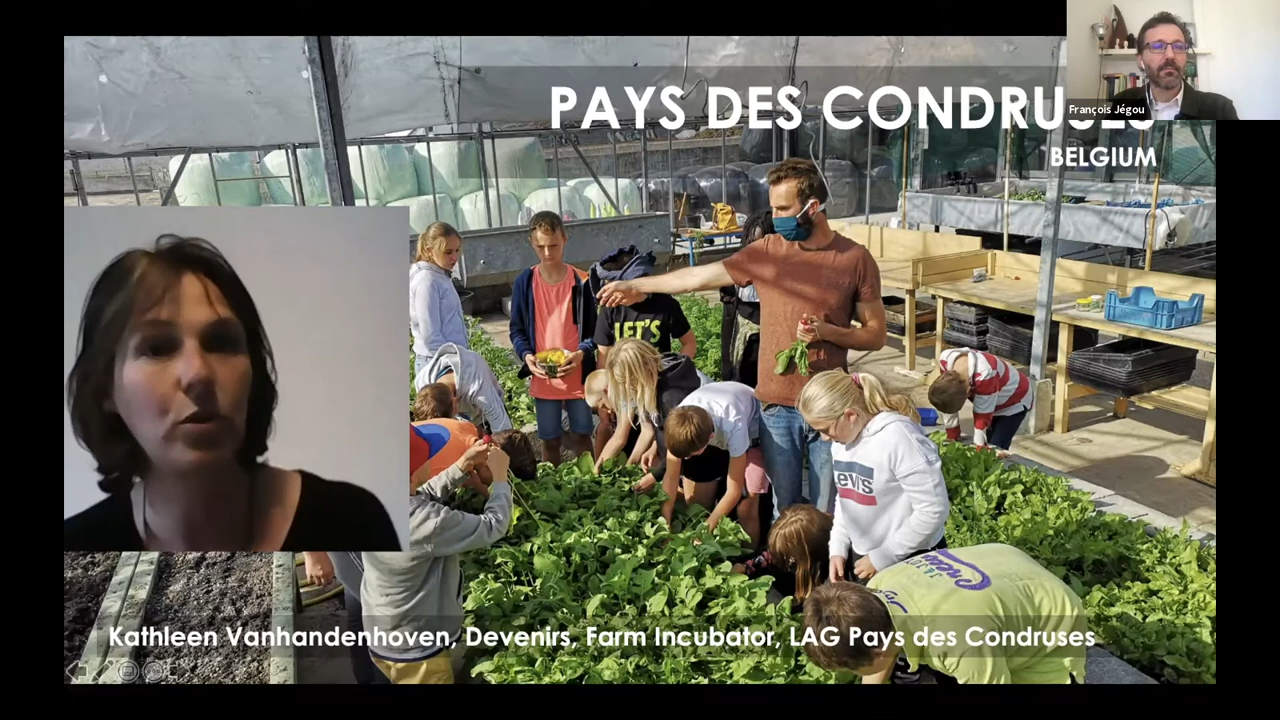 PAYS DES CONDRUSES
François Jégou
BELGIUM
LET'S
Levi's
Kathleen Vanhandenhoven, Devenirs, Farm Incubator, LAG Pays des Condruses